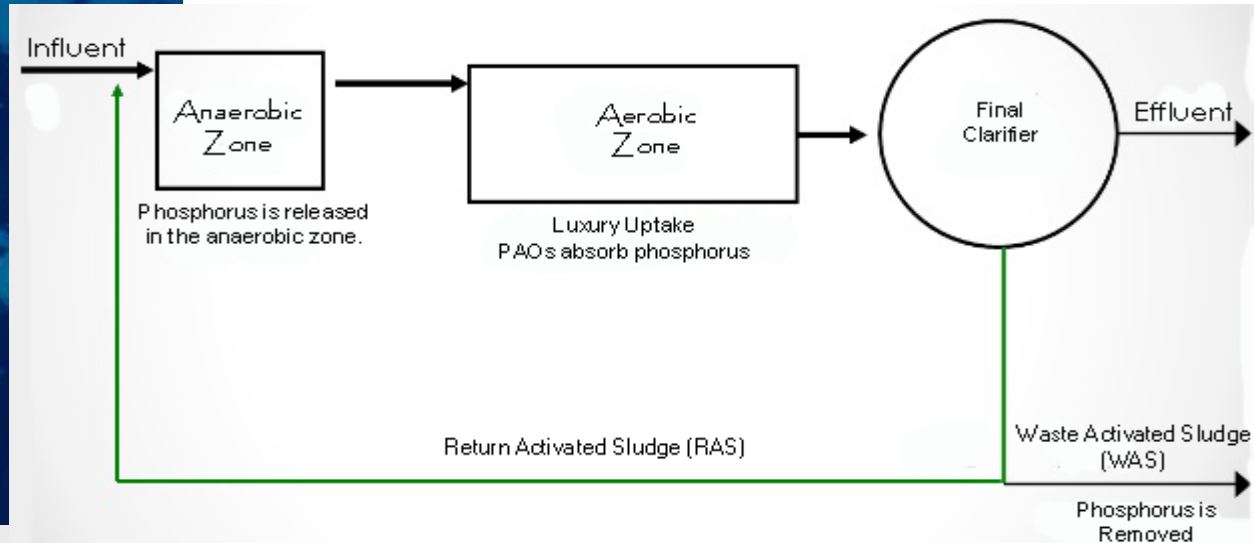 Influent
Anaerobic
Zone
Phosphorus is released
in the anaerobic zone.
Aerobic
Zone
Luxury Uptake
PAOs absorb phosphorus
Final
Clarifier
Effluent
Return Activated Sludge (RAS)
Waste Activated Sludge
(WAS)
Phosphorus is
Removed